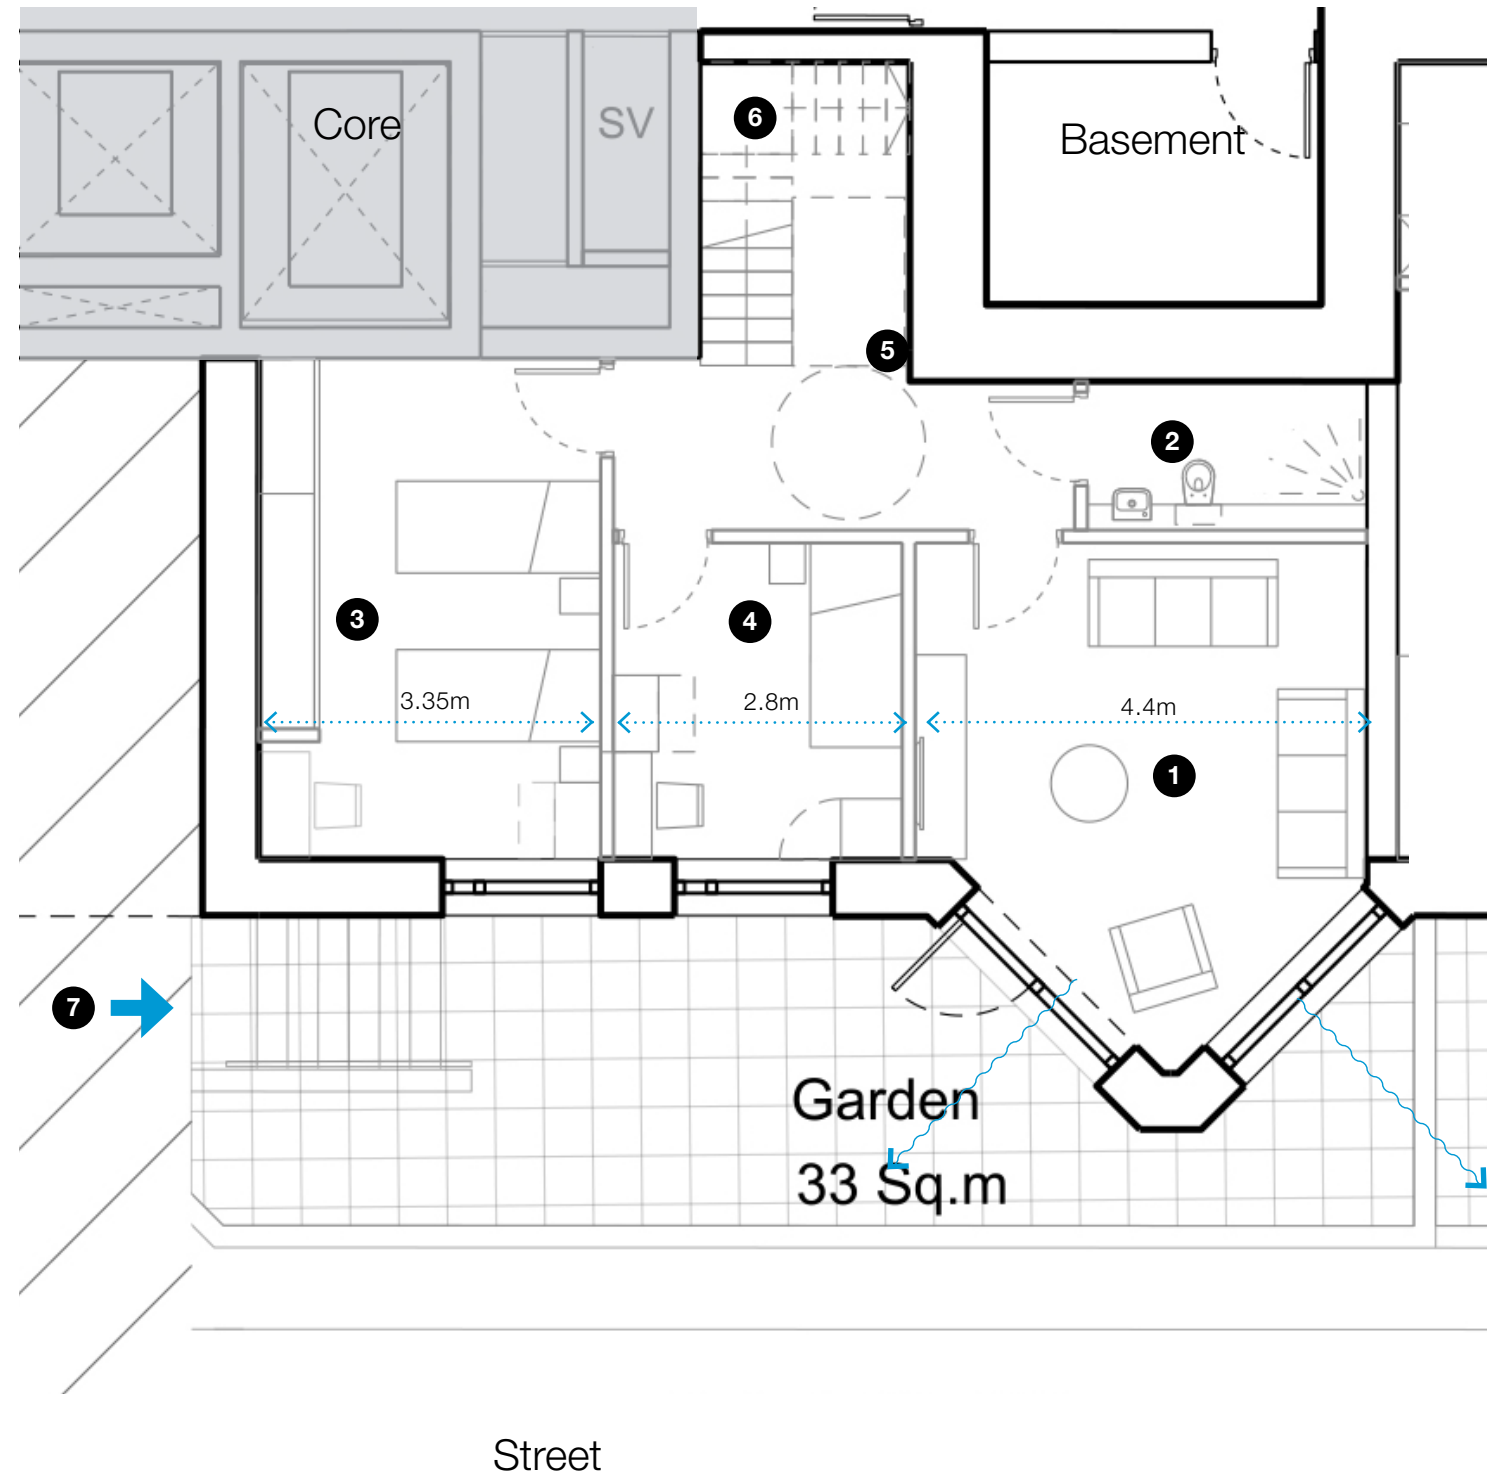 Core
SV
6
Basement
5
2
3
4
3.35m
2.8m
4.4m
1
7
Garden
33 Sq.m
Street